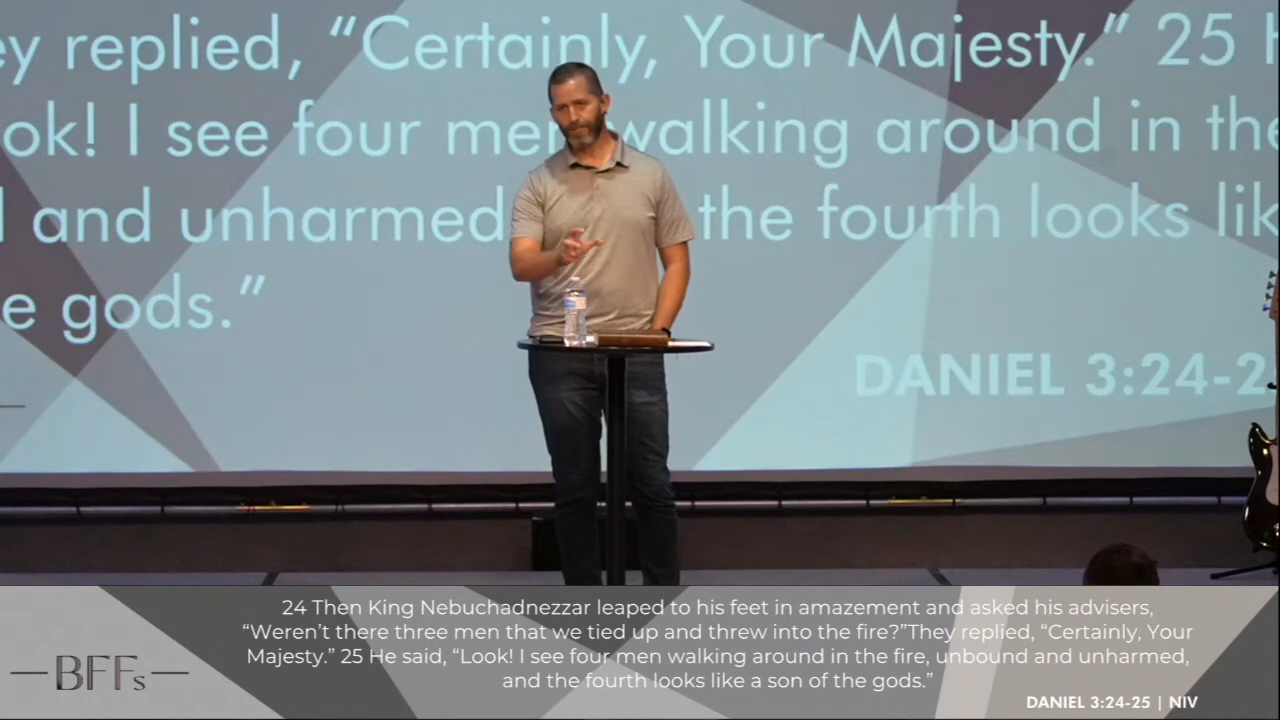 ey replied, “Certainly, Your Majesty.” 25
ok! I see four men walking around in the
and unharmed the fourth looks lik
e gods.”
DANIEL 3:24-2
24 Then King Nebuchadnezzar leaped to his feet in amazement and asked his advisers,
“Weren’t there three men that we tied up and threw into the fire?”They replied, “Certainly, Your
Majesty.” 25 He said, “Look! I see four men walking around in the fire, unbound and unharmed,
and the fourth looks like a son of the gods.”
DANIEL 3:24-25 | NIV
—BFFs—